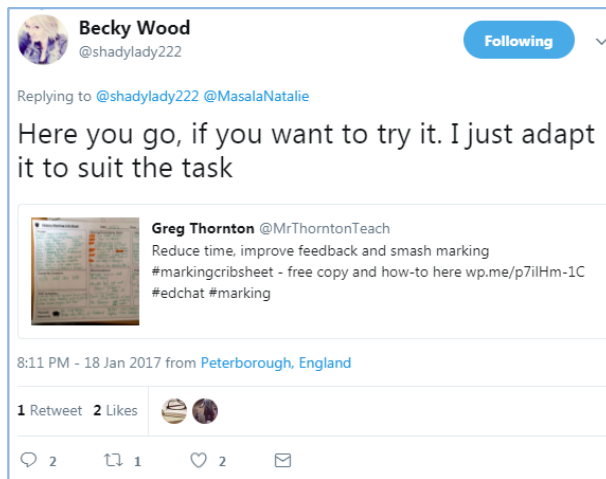 Becky Wood
@shadylady222
Following
Replying to @shadylady222 @MasalaNatalie
Here you go, if you want to try it. I just adapt
it to suit the task
Greg Thornton @MrThorntonTeach
Reduce time, improve feedback and smash marking
#markingcribsheet - free copy and how-to here wp.me/p7ilHm-1C
#edchat #marking
8:11 PM - 18 Jan 2017 from Peterborough, England
1 Retweet 2 Likes
2 1 2